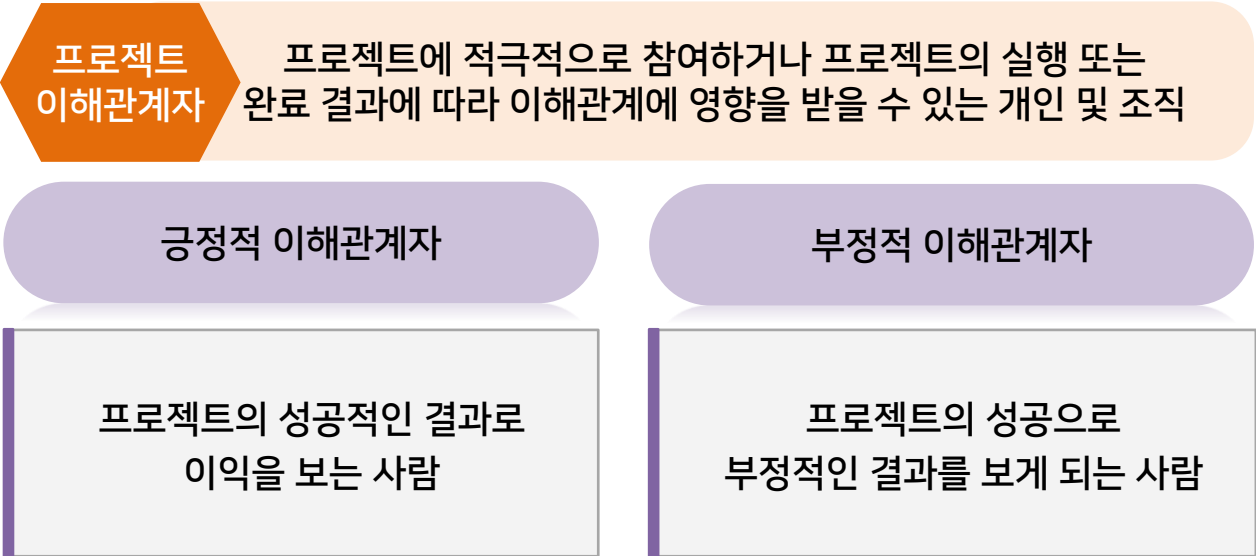 프로젝트
이해관계자
프로젝트에 적극적으로 참여하거나 프로젝트의 실행 또는
완료 결과에 따라 이해관계에 영향을 받을 수 있는 개인 및 조직
긍정적 이해관계자
부정적 이해관계자
프로젝트의 성공적인 결과로
이익을 보는 사람
프로젝트의 성공으로
부정적인 결과를 보게 되는 사람